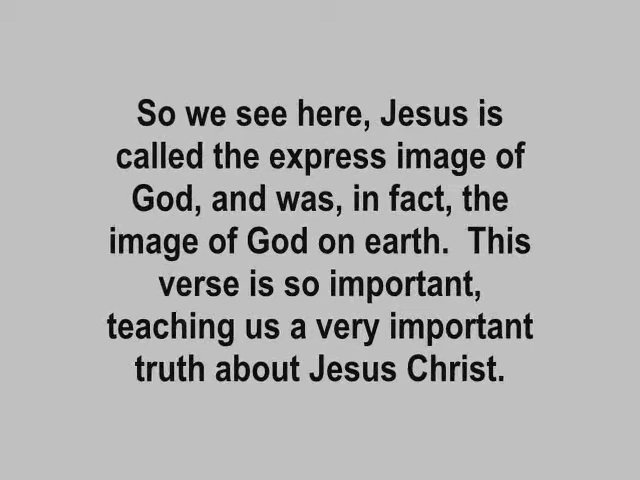 So we see here, Jesus is
called the express image of
God, and was, in fact, the
image of God on earth.  This
verse is so important,
teaching us a very important
truth about Jesus Christ.